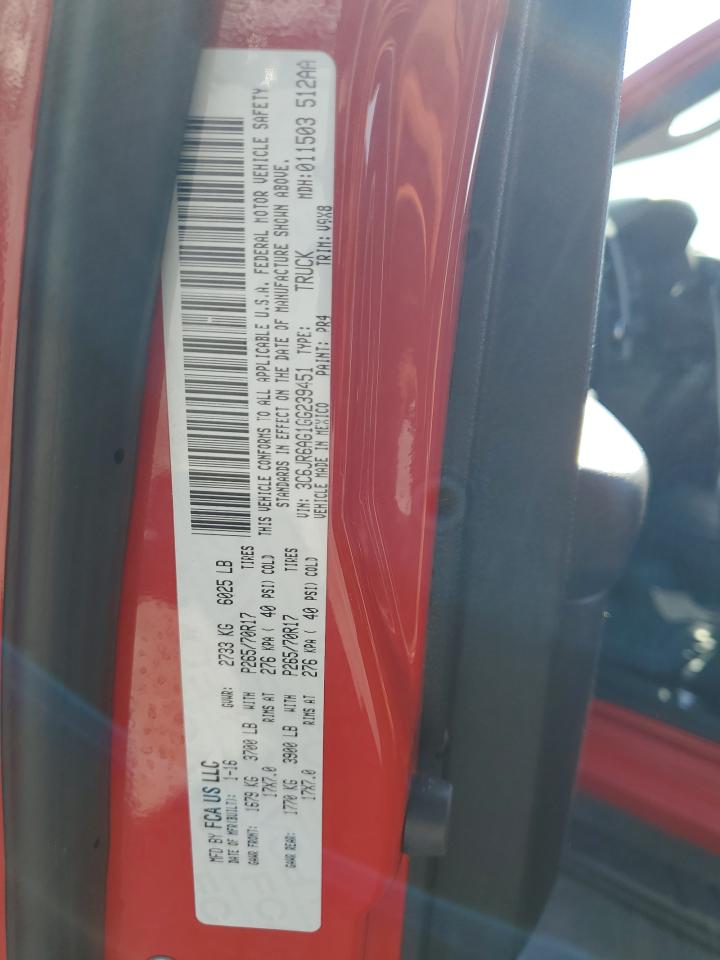 MFD BY FCA US LLC
DATE OF MFR(BUILT): 1-16 GVWR: 2733 KG 6025 LB
GAWR FRONT: 1679 KG 3700 LB WITH P265/70R17 TIRES
17X7.0 RIMS AT 276 KPA ( 40 PSI) COLD
GAWR REAR: 1770 KG 3900 LB WITH P265/70R17 TIRES
17X7.0 RIMS AT 276 KPA ( 40 PSI) COLD
THIS VEHICLE CONFORMS TO ALL APPLICABLE U.S.A. FEDERAL MOTOR VEHICLE SAFETY
STANDARDS IN EFFECT ON THE DATE OF MANUFACTURE SHOWN ABOVE.
VIN: 3C6JR6AG1GG239451 TYPE: TRUCK MDH:011503 512AA
VEHICLE MADE IN MEXICO PAINT: PR4 TRIM: V9X8